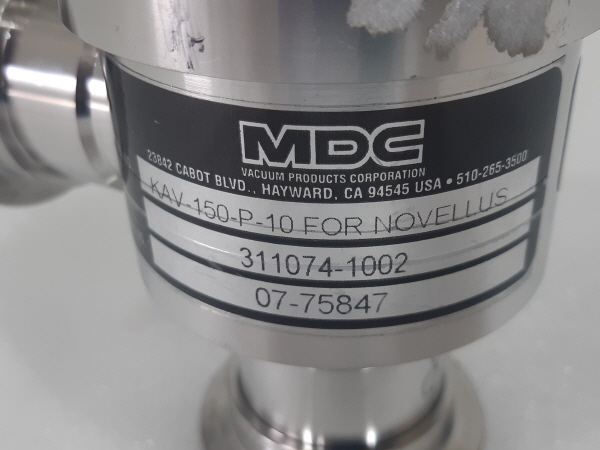 MDC
VACUUM PRODUCTS CORPORATION
23842 CABOT BLVD., HAYWARD, CA 94545 USA • 510-265-3500
KAV-150-P-10 FOR NOVELLUS
311074-1002
07-75847